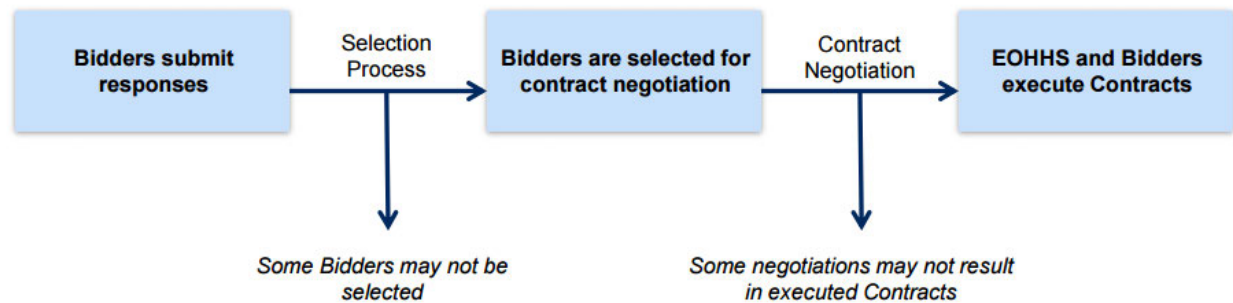 Bidders submit
responses
Selection
Process
Bidders are selected for
contract negotiation
Contract
Negotiation
EOHHS and Bidders
execute Contracts
Some Bidders may not be
selected
Some negotiations may not result
in executed Contracts